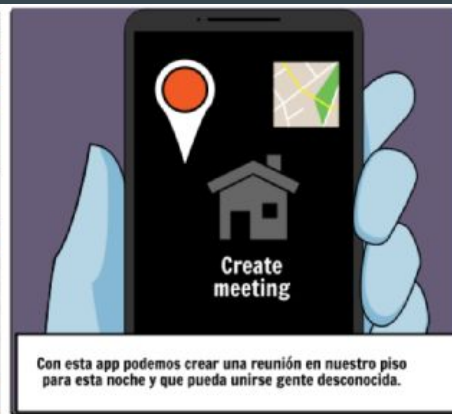 Create
meeting
Con esta app podemos crear una reunión en nuestro piso
para esta noche y que pueda unirse gente desconocida.